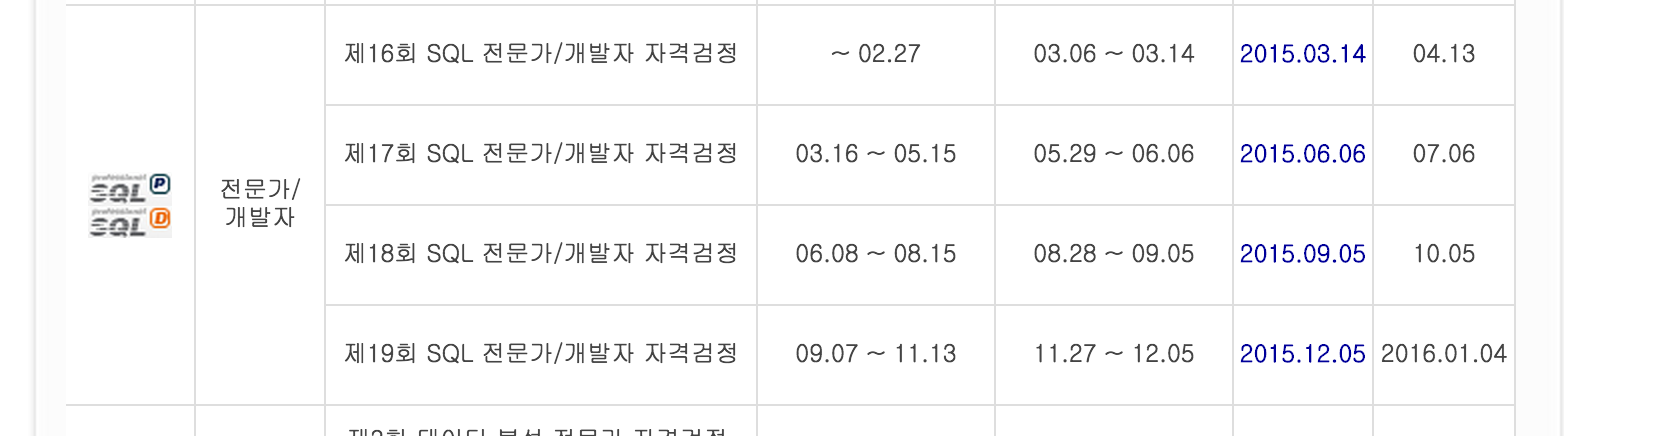 제16회 SQL 전문가/개발자 자격검정 ~ 02.27 03.06 ~ 03.14 2015.03.14 04.13
제17회 SQL 전문가/개발자 자격검정 03.16 ~ 05.15 05.29 ~ 06.06 2015.06.06 07.06
professional
SQL P
professional
SQL D
전문가/
개발자
제18회 SQL 전문가/개발자 자격검정 06.08 ~ 08.15 08.28 ~ 09.05 2015.09.05 10.05
제19회 SQL 전문가/개발자 자격검정 09.07 ~ 11.13 11.27 ~ 12.05 2015.12.05 2016.01.04